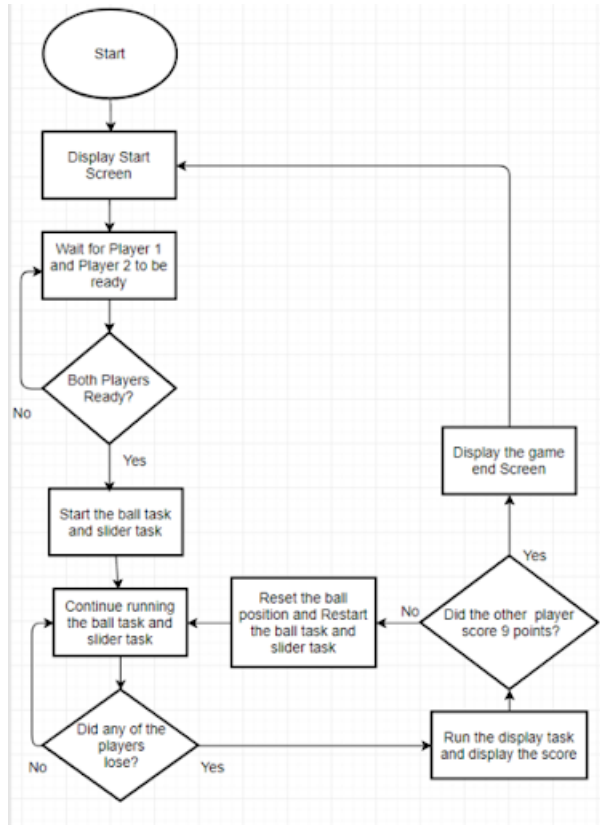 Start
Display Start
Screen
Wait for Player 1
and Player 2 to be
ready
Both Players
Ready?
No
Yes
Start the ball task
and slider task
Continue running
the ball task and
slider task
Did any of the
players
lose?
No
Yes
Run the display task
and display the score
Did the other player
score 9 points?
No
Yes
Reset the ball
position and Restart
the ball task and
slider task
Display the game
end Screen